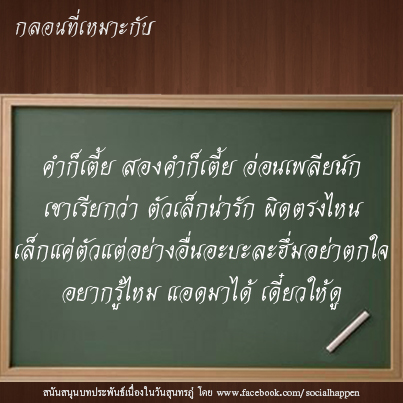 กลอนที่เหมาะกับ
คำก็เตี้ย สองคำก็เตี้ย อ่อนเพลียนัก
เขาเรียกว่า ตัวเล็กน่ารัก ผิดตรงไหน
เล็กแค่ตัวแต่อย่างอื่นอะบะละฮึ่มอย่าตกใจ
อยากรู้ไหม แอดมาได้ เดี๋ยวให้ดู
สนันสนุนบทประพันธ์เนื่องในวันสุนทรภู่ โดย www.facebook.com/socialhappen